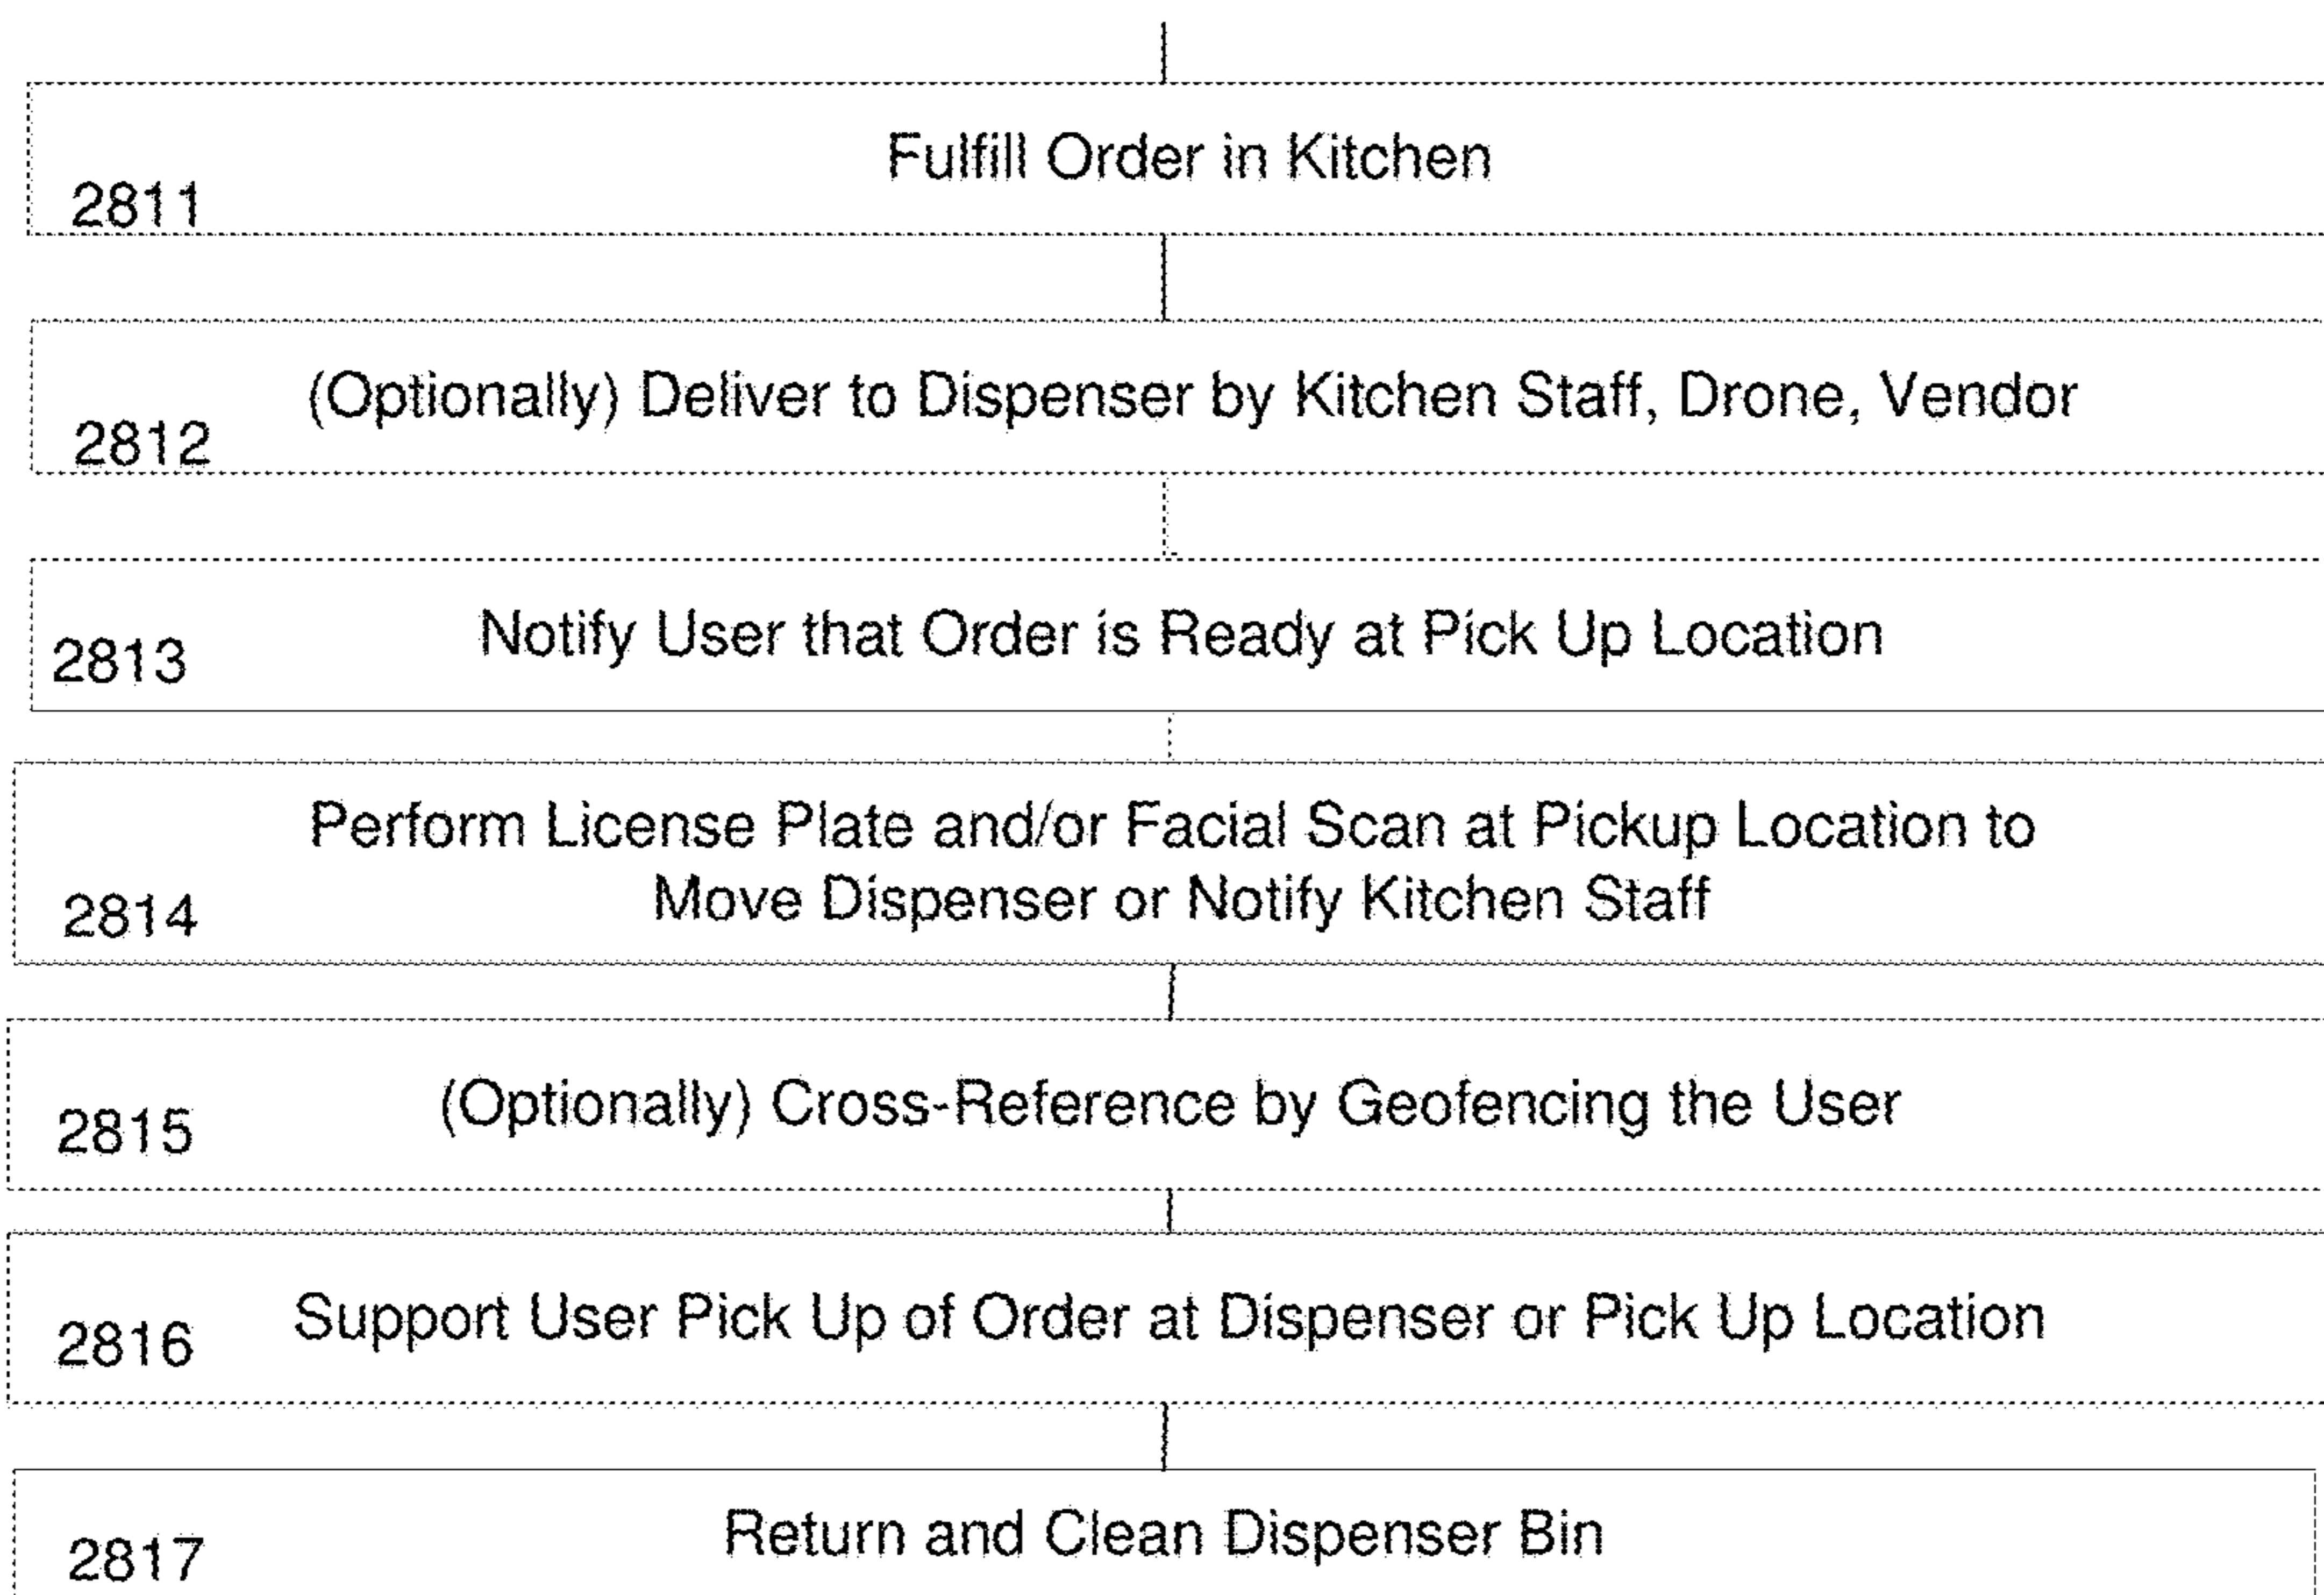 Fulfill Order in Kitchen
2811
(Optionally) Deliver to Dispenser by Kitchen Staff, Drone, Vendor
2812
Notify User that Order is Ready at Pick Up Location
2813
Perform License Plate and/or Facial Scan at Pickup Location to
Move Dispenser or Notify Kitchen Staff
2814
(Optionally) Cross-Reference by Geofencing the User
2815
Support User Pick Up of Order at Dispenser or Pick Up Location
2816
Return and Clean Dispenser Bin
2817